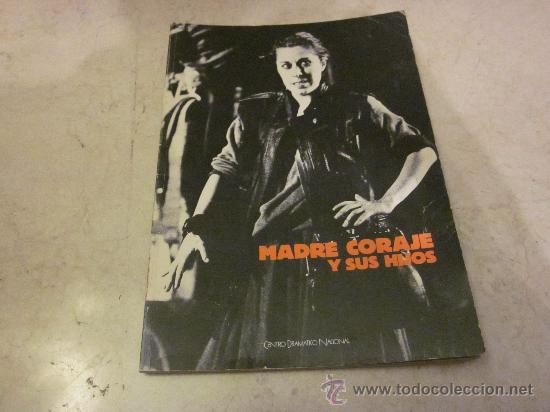 MADRE CORAJE
Y SUS HIJOS
CENTRO DRAMATICO NACIONAL
www.todocoleccion.net